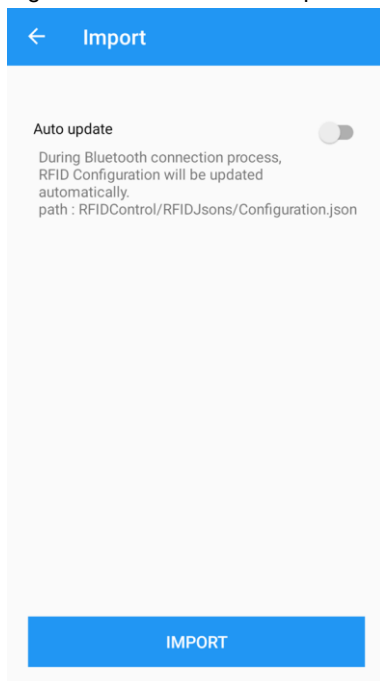 Import
Auto update
During Bluetooth connection process,
RFID Configuration will be updated
automatically.
path : RFIDControl/RFIDJsons/Configuration.json
IMPORT